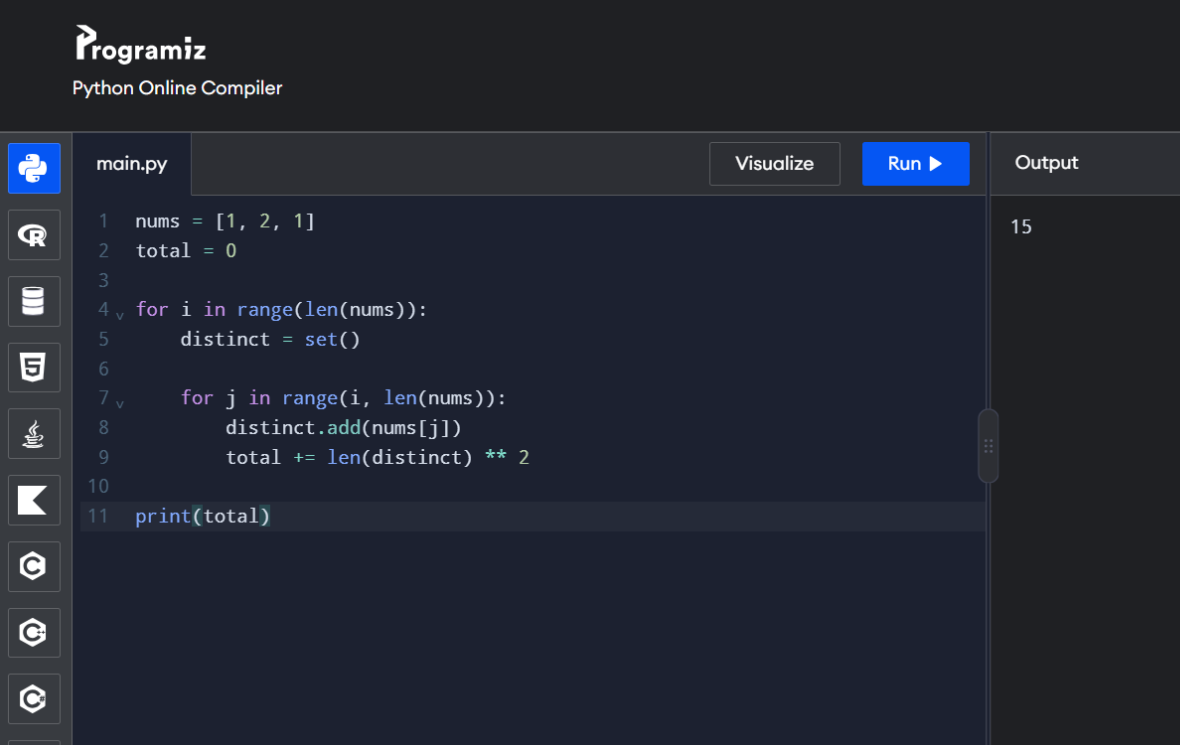 Programiz
Python Online Compiler
main.py
Visualize
Run
Output
1 nums = [1, 2, 1]
2 total = 0
3
4 for i in range(len(nums)):
5     distinct = set()
6
7     for j in range(i, len(nums)):
8         distinct.add(nums[j])
9         total += len(distinct) ** 2
10
11 print(total)
15
R
5
C
C++
C#